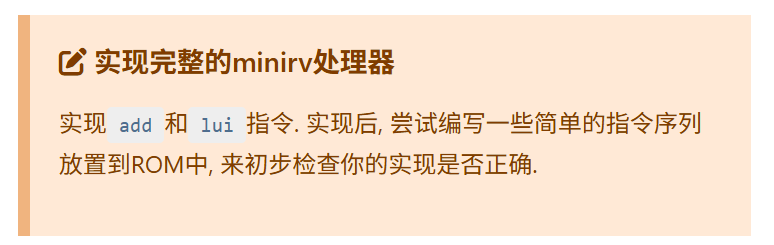 实现完整的minirv处理器
实现 add 和 lui 指令. 实现后, 尝试编写一些简单的指令序列
放置到ROM中, 来初步检查你的实现是否正确.